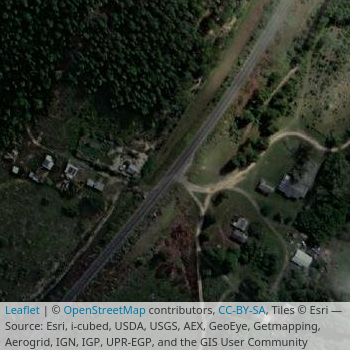 Leaflet | © OpenStreetMap contributors, CC-BY-SA, Tiles © Esri —
Source: Esri, i-cubed, USDA, USGS, AEX, GeoEye, Getmapping,
Aerogrid, IGN, IGP, UPR-EGP, and the GIS User Community